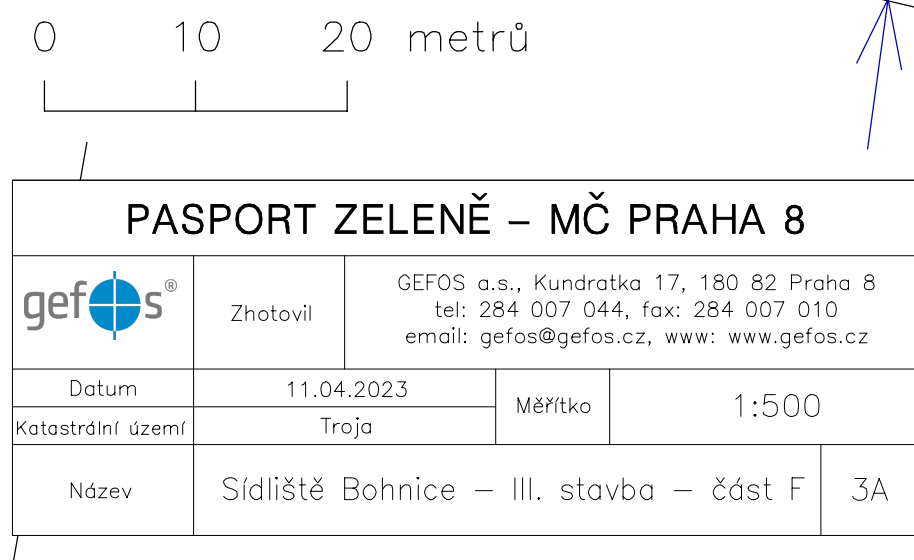 0 10 20 metrů
PASPORT ZELENĚ – MČ PRAHA 8
gefos®
Zhotovil
GEFOS a.s., Kundratka 17, 180 82 Praha 8
tel: 284 007 044, fax: 284 007 010
email: gefos@gefos.cz, www: www.gefos.cz
Datum 11.04.2023
Měřítko 1:500
Katastrální území Troja
Název Sídliště Bohnice – III. stavba – část F 3A